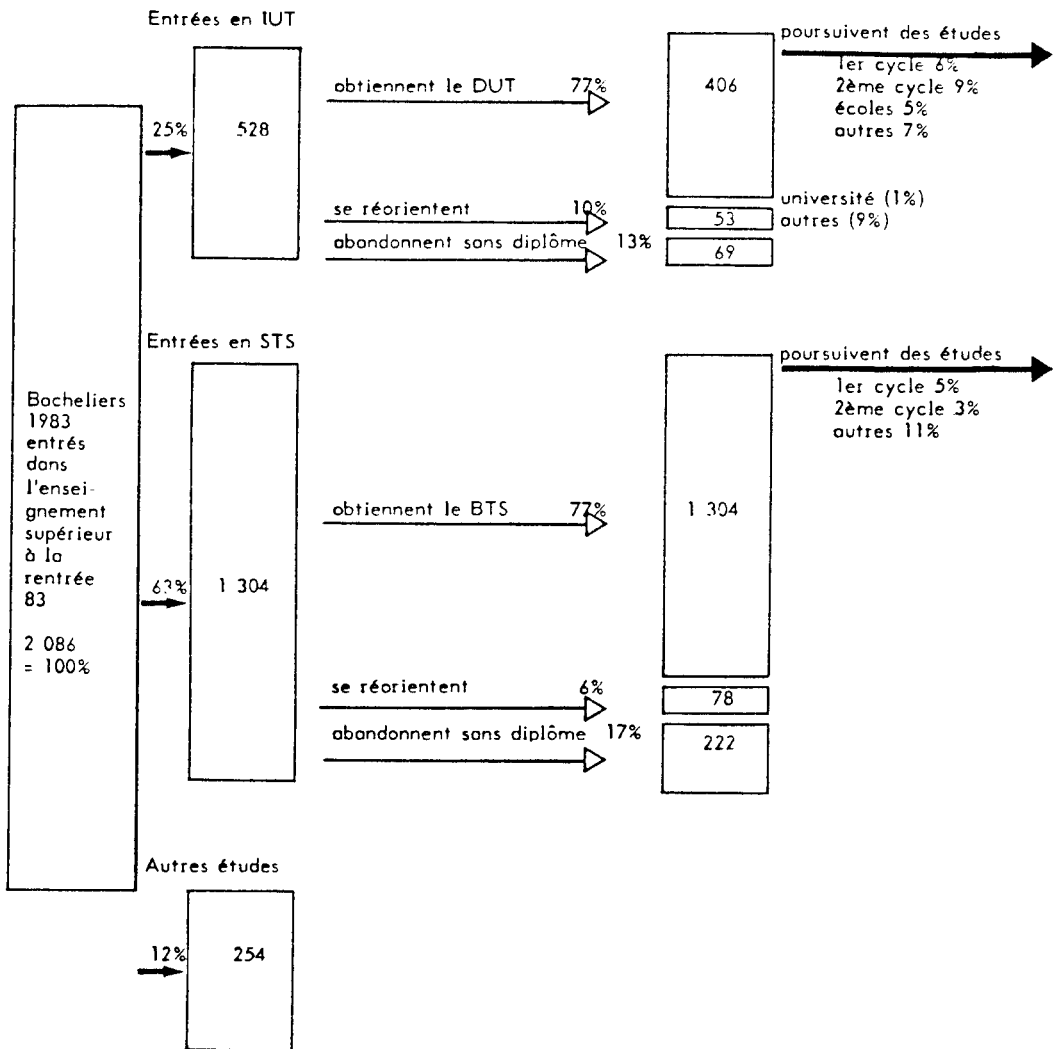 Entrées en IUT
25%
528
obtiennent le DUT 77%
406
poursuivent des études
1er cycle 6%
2ème cycle 9%
écoles 5%
autres 7%
se réorientent 10%
53
université (1%)
autres (9%)
abandonnent sans diplôme 13%
69
Bacheliers
1983
entrés
dans
l'ensei-
gnement
supérieur
à la
rentrée
83
2 086
= 100%
Entrées en STS
63%
1 304
obtiennent le BTS 77%
1 304
poursuivent des études
1er cycle 5%
2ème cycle 3%
autres 11%
se réorientent 6%
78
abandonnent sans diplôme 17%
222
Autres études
12%
254